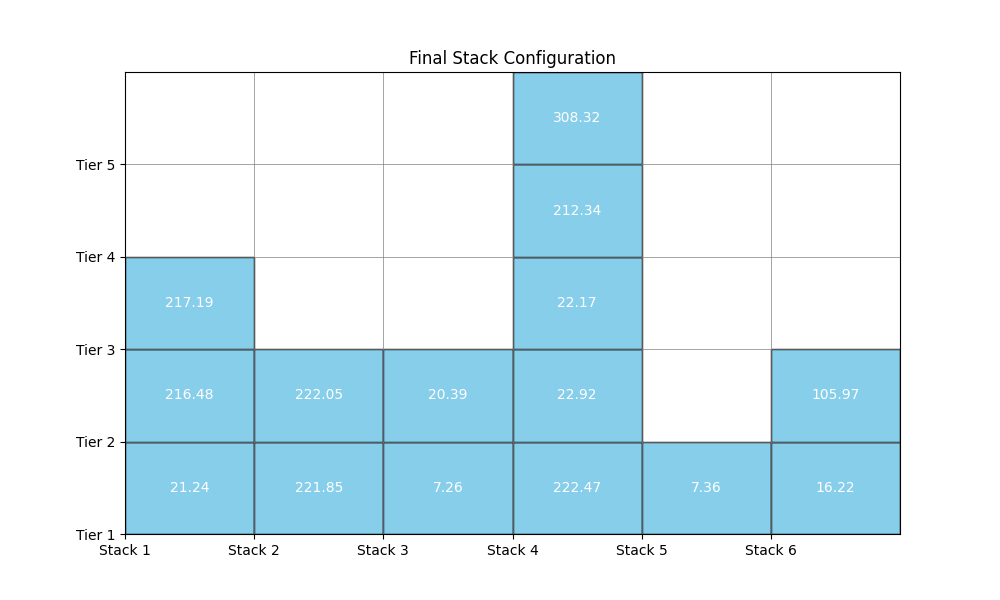 Final Stack Configuration
308.32
Tier 5
212.34
Tier 4
217.19
22.17
Tier 3
216.48
222.05
20.39
22.92
105.97
Tier 2
21.24
221.85
7.26
222.47
7.36
16.22
Tier 1
Stack 1
Stack 2
Stack 3
Stack 4
Stack 5
Stack 6